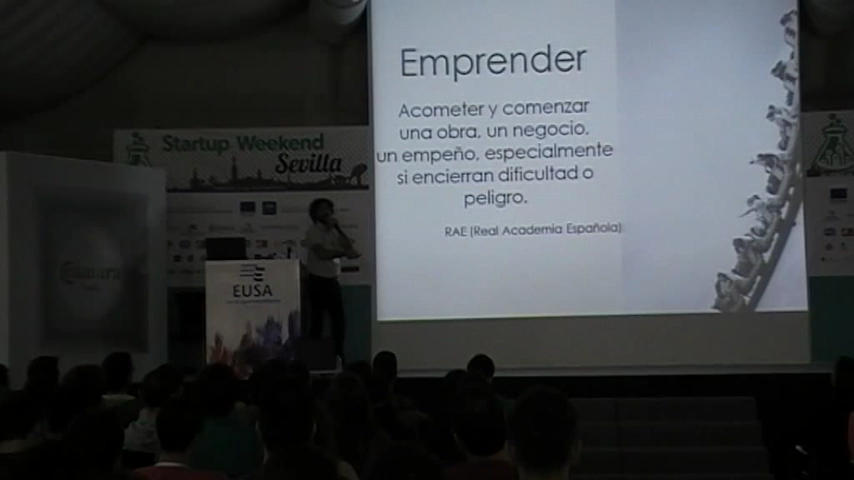 Emprender
Acometer y comenzar
una obra, un negocio,
un empeño, especialmente
si encierran dificultad o
peligro.
RAE (Real Academia Española)
Startup Weekend
Sevilla
EUSA
Cámara